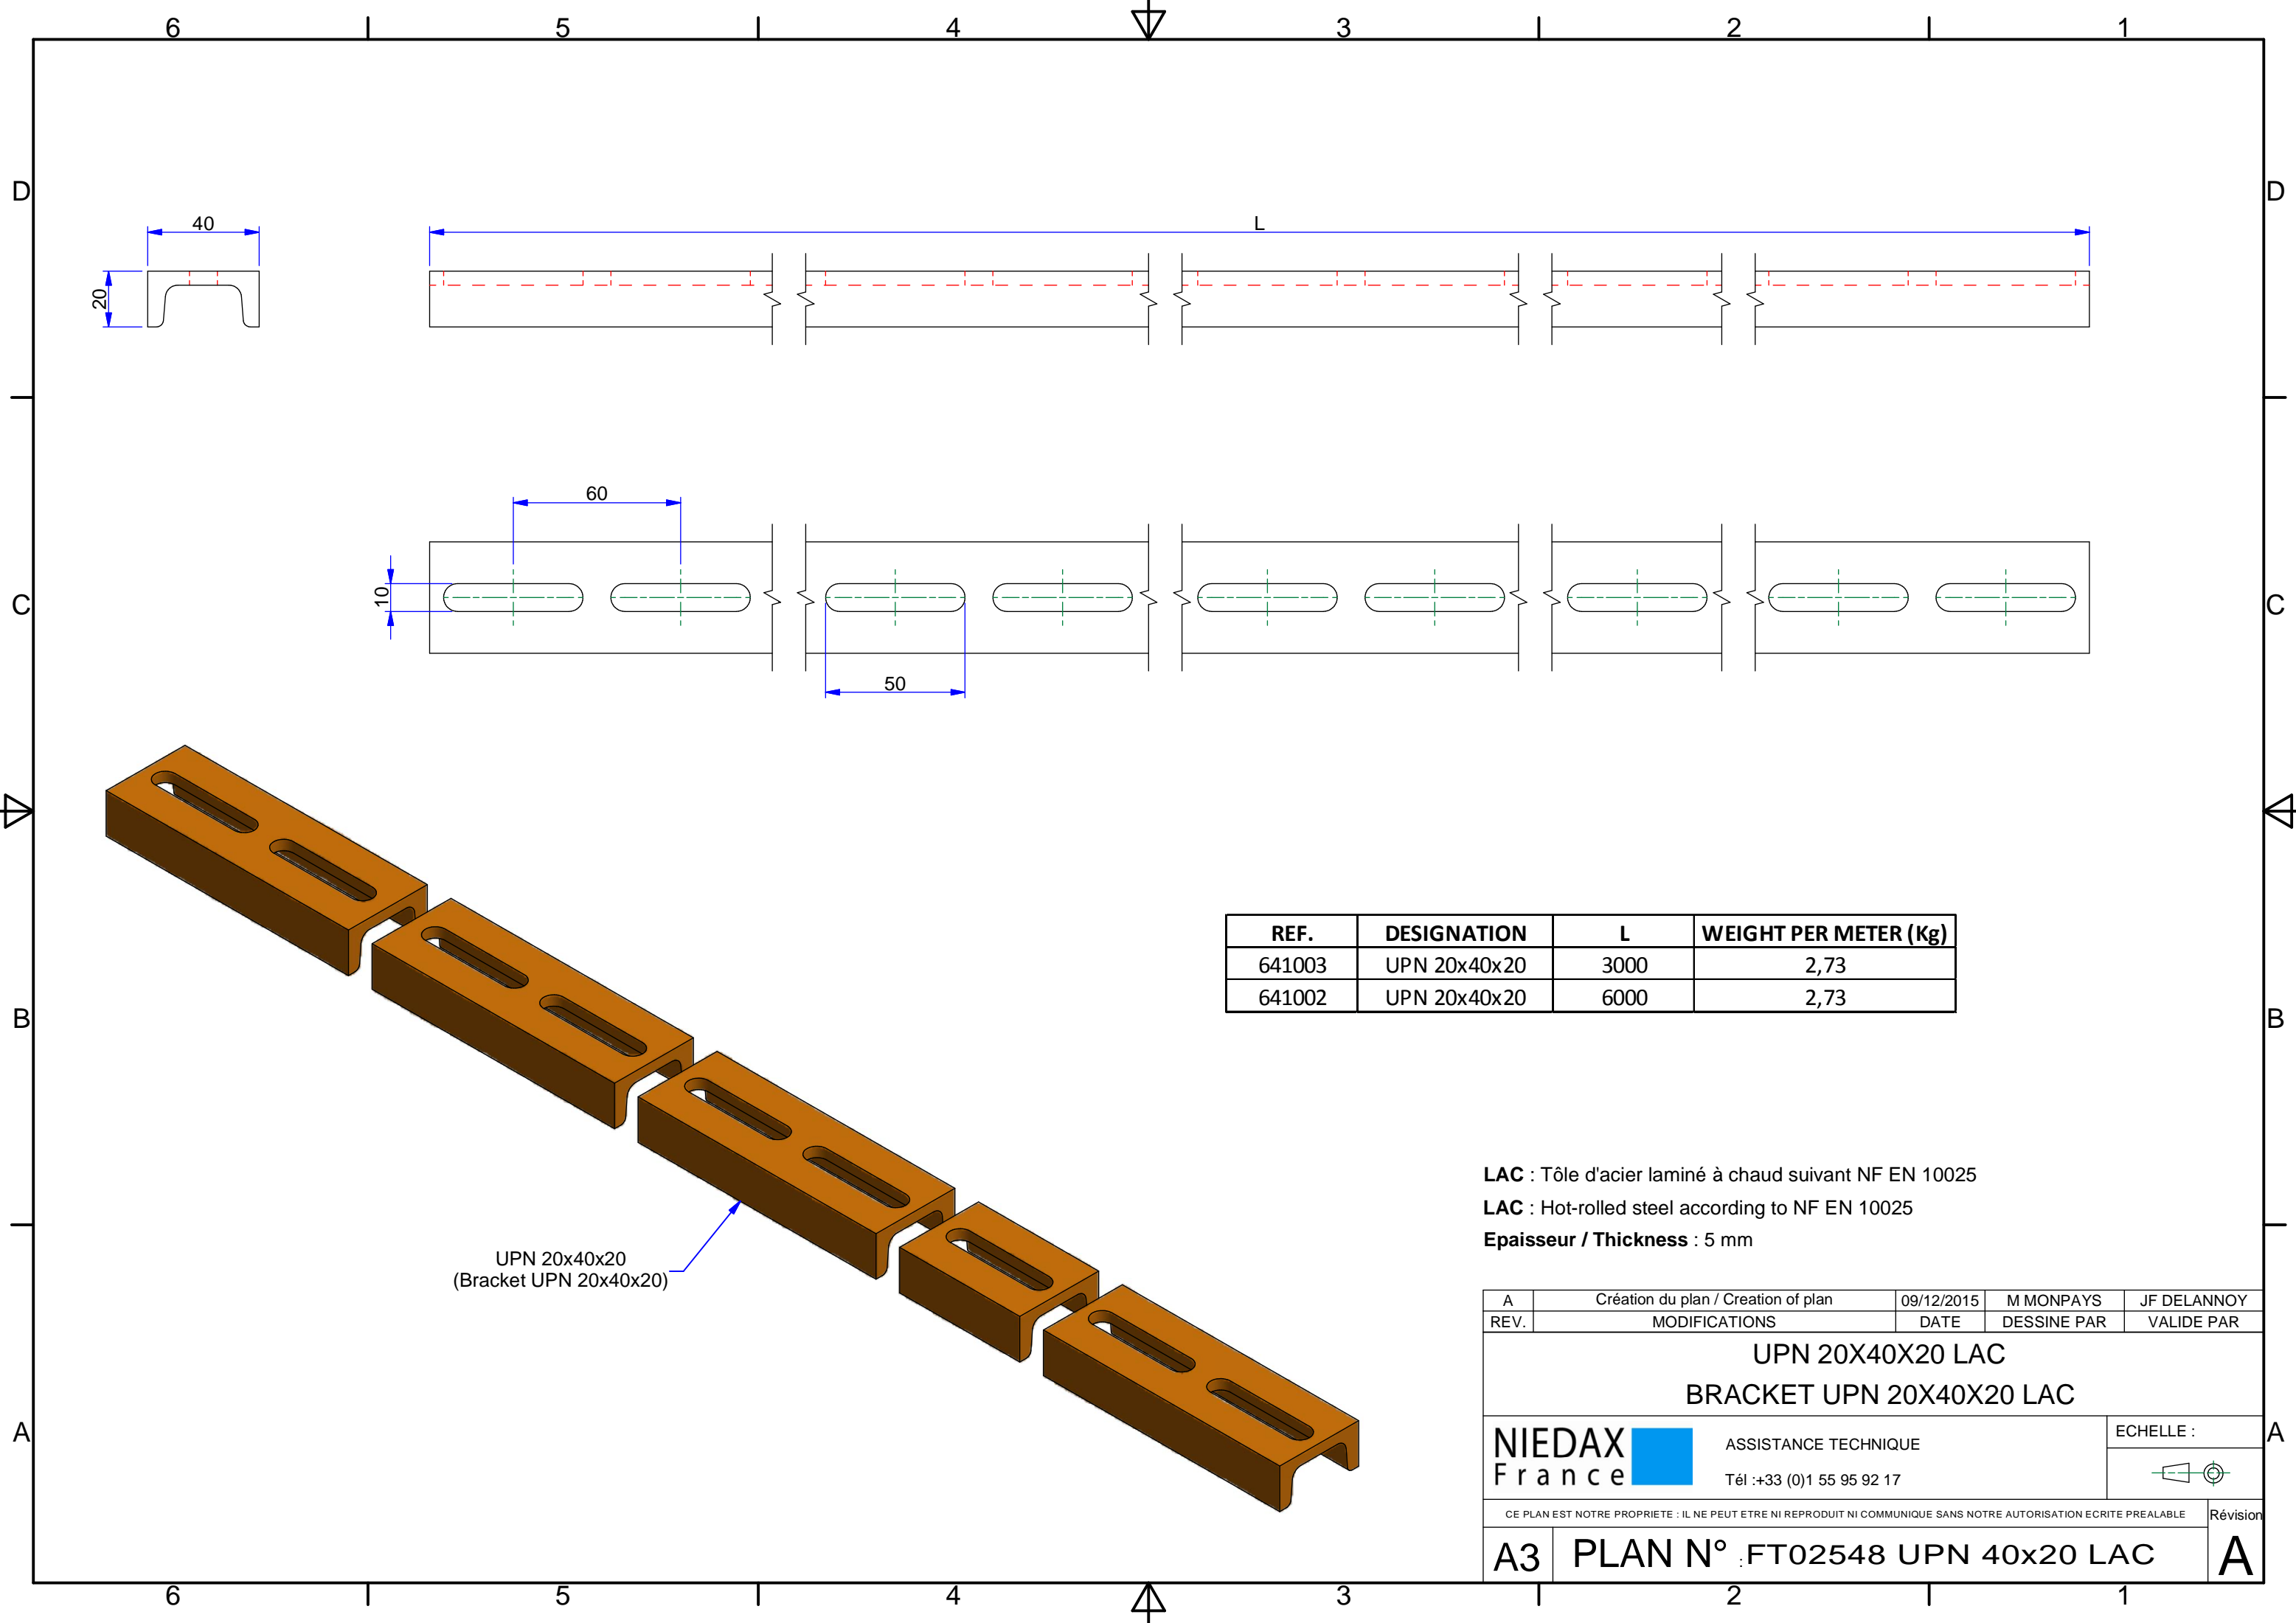 6 5 4 3 2 1
D D
40
L
20
60
10
C C
50
REF. DESIGNATION L WEIGHT PER METER (Kg)
641003 UPN 20x40x20 3000 2,73
641002 UPN 20x40x20 6000 2,73
B B
LAC : Tôle d'acier laminé à chaud suivant NF EN 10025
LAC : Hot-rolled steel according to NF EN 10025
Epaisseur / Thickness : 5 mm
UPN 20x40x20
(Bracket UPN 20x40x20)
A Création du plan / Creation of plan 09/12/2015 M MONPAYS JF DELANNOY
REV. MODIFICATIONS DATE DESSINE PAR VALIDE PAR
UPN 20X40X20 LAC
BRACKET UPN 20X40X20 LAC
A A
NIEDAX
France
ASSISTANCE TECHNIQUE
Tél :+33 (0)1 55 95 92 17
ECHELLE :
CE PLAN EST NOTRE PROPRIETE : IL NE PEUT ETRE NI REPRODUIT NI COMMUNIQUE SANS NOTRE AUTORISATION ECRITE PREALABLE
Révision
A3 PLAN N° : FT02548 UPN 40x20 LAC A
6 5 4 3 2 1